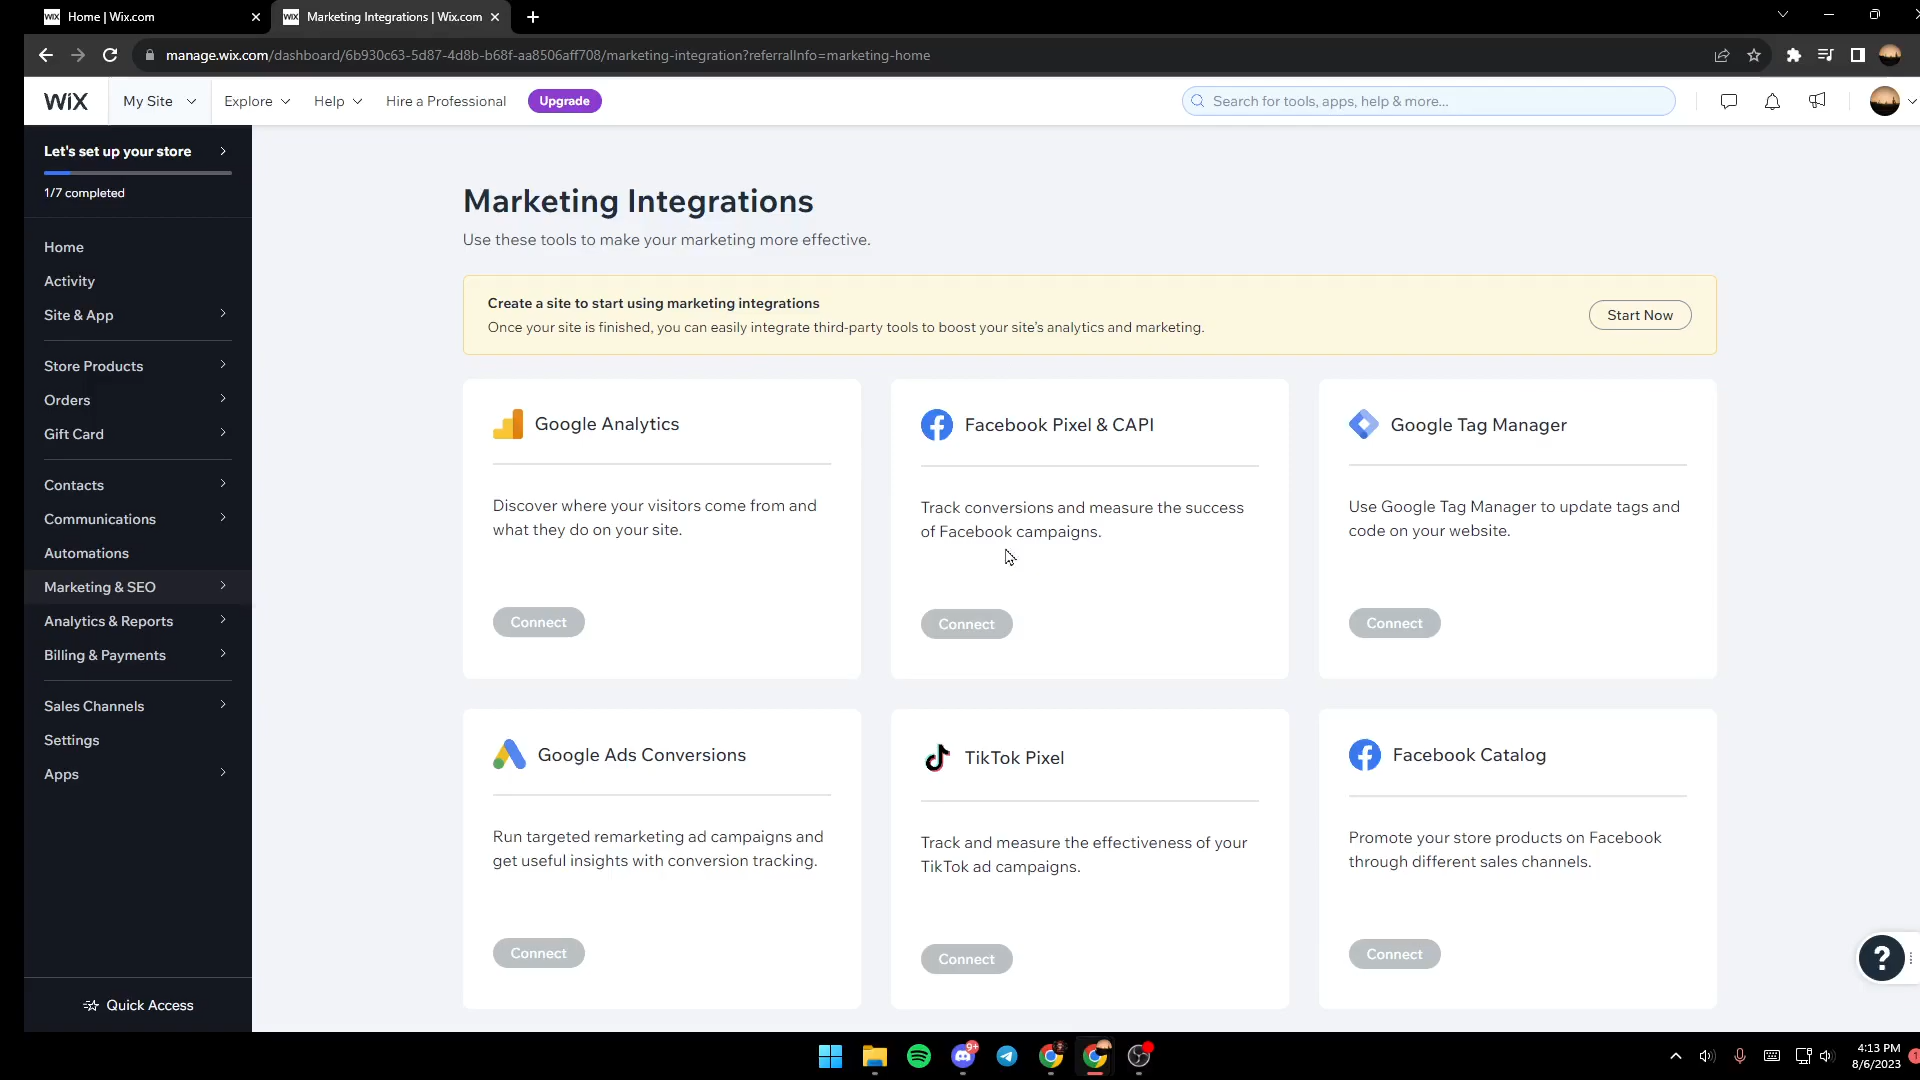 Home | Wix.com
Marketing Integrations | Wix.com
manage.wix.com/dashboard/6b930c63-5d87-4d8b-b68f-aa8506aff708/marketing-integration?referralInfo=marketing-home
WiX
My Site
Explore
Help
Hire a Professional
Upgrade
Search for tools, apps, help & more...
Let's set up your store
1/7 completed
Home
Activity
Site & App
Store Products
Orders
Gift Card
Contacts
Communications
Automations
Marketing & SEO
Analytics & Reports
Billing & Payments
Sales Channels
Settings
Apps
Quick Access
Marketing Integrations
Use these tools to make your marketing more effective.
Create a site to start using marketing integrations
Once your site is finished, you can easily integrate third-party tools to boost your site's analytics and marketing.
Start Now
Google Analytics
Discover where your visitors come from and
what they do on your site.
Connect
Facebook Pixel & CAPI
Track conversions and measure the success
of Facebook campaigns.
Connect
Google Tag Manager
Use Google Tag Manager to update tags and
code on your website.
Connect
Google Ads Conversions
Run targeted remarketing ad campaigns and
get useful insights with conversion tracking.
Connect
TikTok Pixel
Track and measure the effectiveness of your
TikTok ad campaigns.
Connect
Facebook Catalog
Promote your store products on Facebook
through different sales channels.
Connect
?
9+
4:13 PM
8/6/2023
1